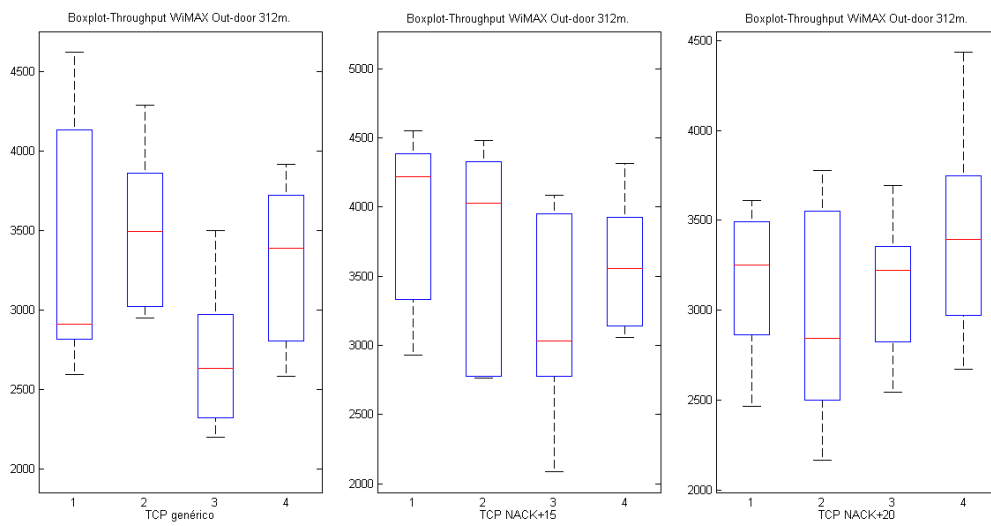 Boxplot-Throughput WiMAX Out-door 312m.
4500
4000
3500
3000
2500
2000
1 2 3 4
TCP genérico
Boxplot-Throughput WiMAX Out-door 312m.
5000
4500
4000
3500
3000
2500
2000
1 2 3 4
TCP NACK+15
Boxplot-Throughput WiMAX Out-door 312m.
4500
4000
3500
3000
2500
2000
1 2 3 4
TCP NACK+20